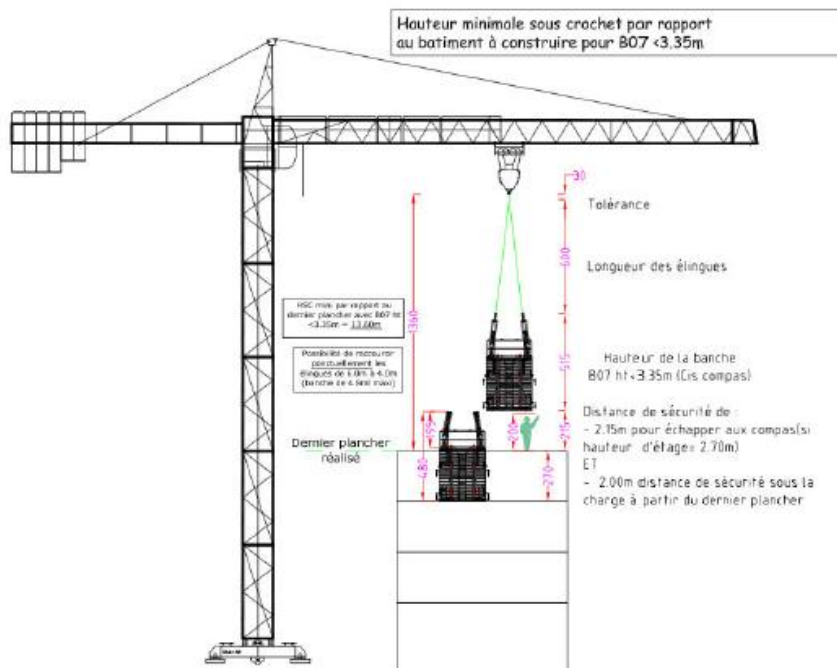 Hauteur minimale sous crochet par rapport
au batiment à construire pour B07 <3.35m
30
Tolérance
600
Longueur des élingues
HSC mini par rapport au
dernier plancher avec B07 ht
<3.35m = 13.60m
1360
Possibilité de raccourcir
ponctuellement les
élingues de 6.0m à 4.0m
(banche de 4.8ml maxi)
515
Hauteur de la banche
B07 ht<3.35m (Cis compas)
Distance de sécurité de :
- 2.15m pour échapper aux compas(si
hauteur d'étage= 2.70m)
ET
- 2.00m distance de sécurité sous la
charge à partir du dernier plancher
Dernier plancher
réalisé
200
215
480
270